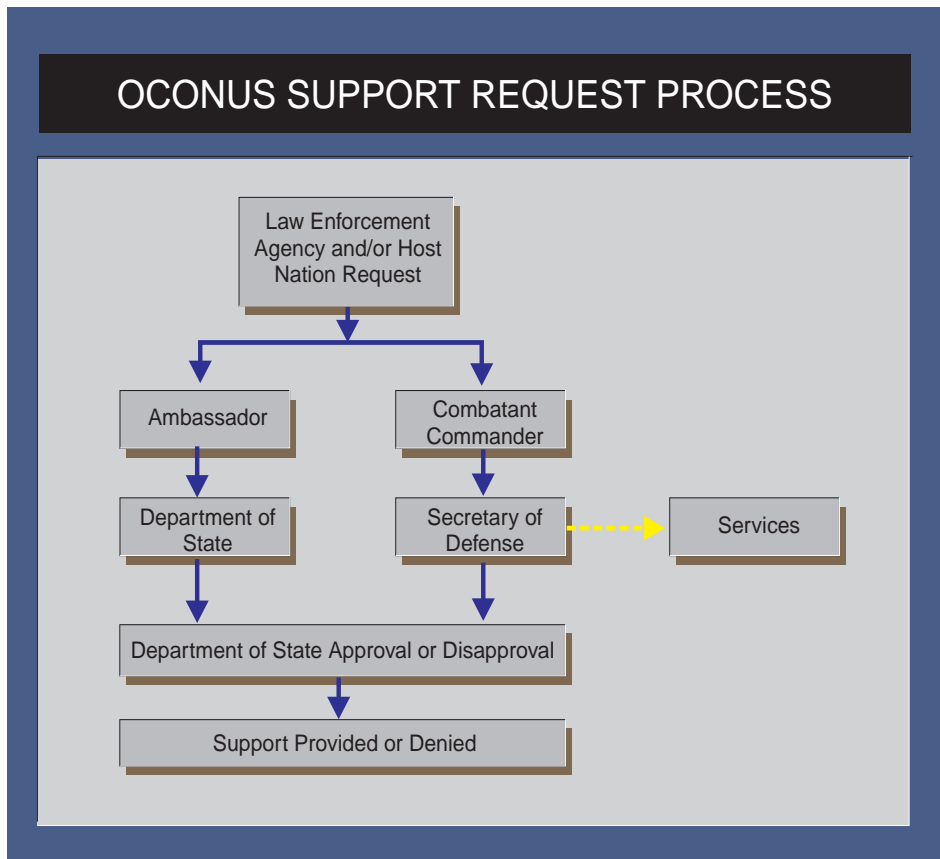 OCONUS SUPPORT REQUEST PROCESS
Law Enforcement
Agency and/or Host
Nation Request
Ambassador
Combatant
Commander
Department of
State
Secretary of
Defense
Services
Department of State Approval or Disapproval
Support Provided or Denied